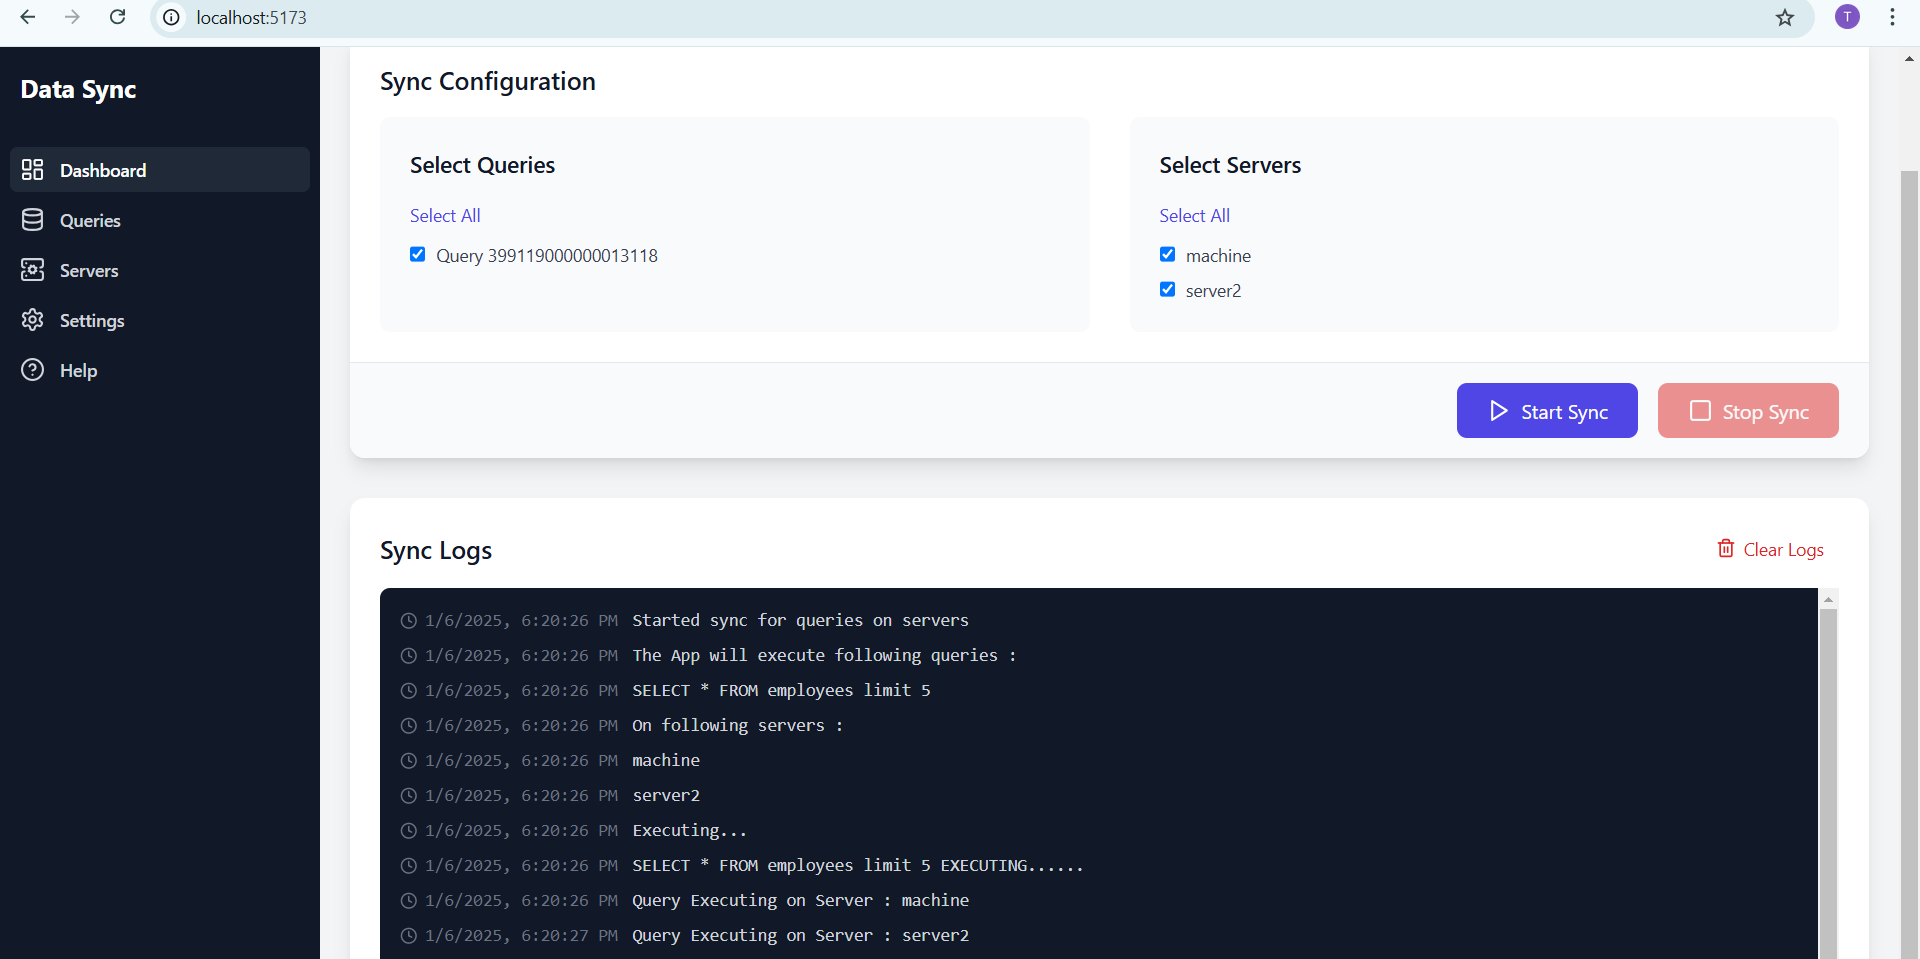 localhost:5173
T
Data Sync
Dashboard
Queries
Servers
Settings
Help
Sync Configuration
Select Queries
Select All
Query 399119000000013118
Select Servers
Select All
machine
server2
Start Sync
Stop Sync
Sync Logs
Clear Logs
1/6/2025, 6:20:26 PM Started sync for queries on servers
1/6/2025, 6:20:26 PM The App will execute following queries :
1/6/2025, 6:20:26 PM SELECT * FROM employees limit 5
1/6/2025, 6:20:26 PM On following servers :
1/6/2025, 6:20:26 PM machine
1/6/2025, 6:20:26 PM server2
1/6/2025, 6:20:26 PM Executing...
1/6/2025, 6:20:26 PM SELECT * FROM employees limit 5 EXECUTING......
1/6/2025, 6:20:26 PM Query Executing on Server : machine
1/6/2025, 6:20:27 PM Query Executing on Server : server2